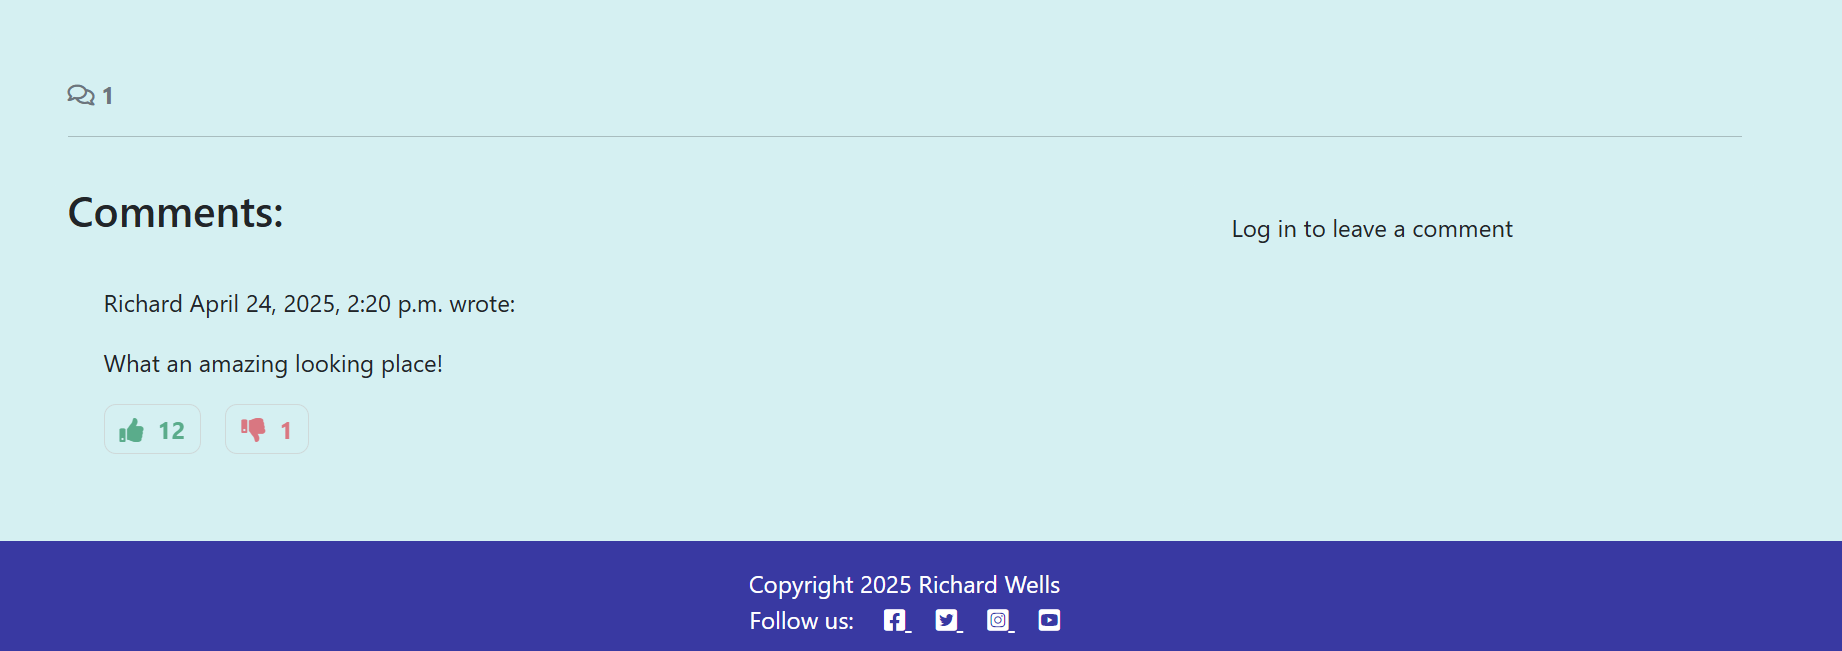 1
Comments:
Log in to leave a comment
Richard April 24, 2025, 2:20 p.m. wrote:
What an amazing looking place!
12 1
Copyright 2025 Richard Wells
Follow us: